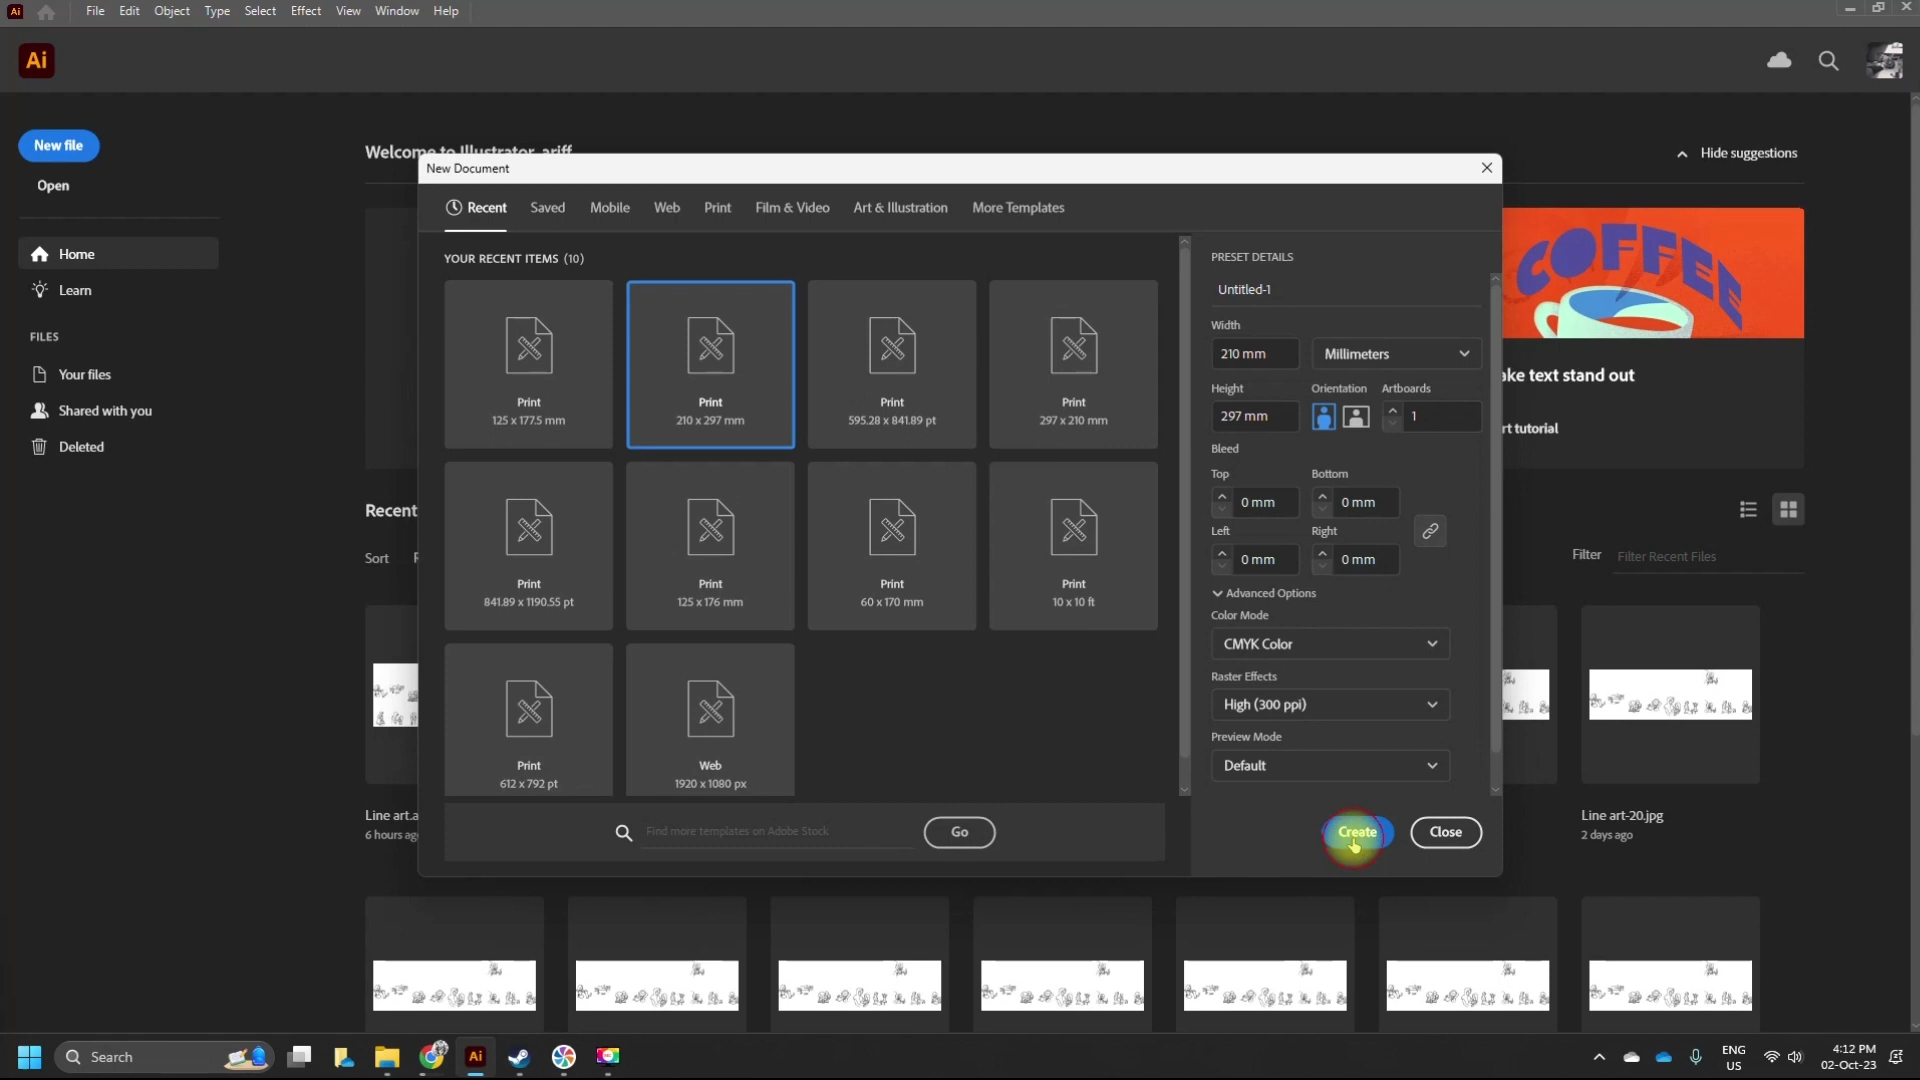 Ai File Edit Object Type Select Effect View Window Help
Ai
New file
Open
Home
Learn
FILES
Your files
Shared with you
Deleted
Welcome to Illustrator, ariff
Hide suggestions
New Document
Recent Saved Mobile Web Print Film & Video Art & Illustration More Templates
YOUR RECENT ITEMS (10)
Print
125 x 177.5 mm
Print
210 x 297 mm
Print
595.28 x 841.89 pt
Print
297 x 210 mm
Print
841.89 x 1190.55 pt
Print
125 x 176 mm
Print
60 x 170 mm
Print
10 x 10 ft
Print
612 x 792 pt
Web
1920 x 1080 px
Find more templates on Adobe Stock
Go
PRESET DETAILS
Untitled-1
Width
210 mm Millimeters
Height Orientation Artboards
297 mm 1
Bleed
Top Bottom
0 mm 0 mm
Left Right
0 mm 0 mm
Advanced Options
Color Mode
CMYK Color
Raster Effects
High (300 ppi)
Preview Mode
Default
Create Close
COFFEE
ake text stand out
rt tutorial
Recent
Sort
Filter Filter Recent Files
Line art.a
6 hours ag
Line art-20.jpg
2 days ago
Search
Ai
ENG
US
4:12 PM
02-Oct-23